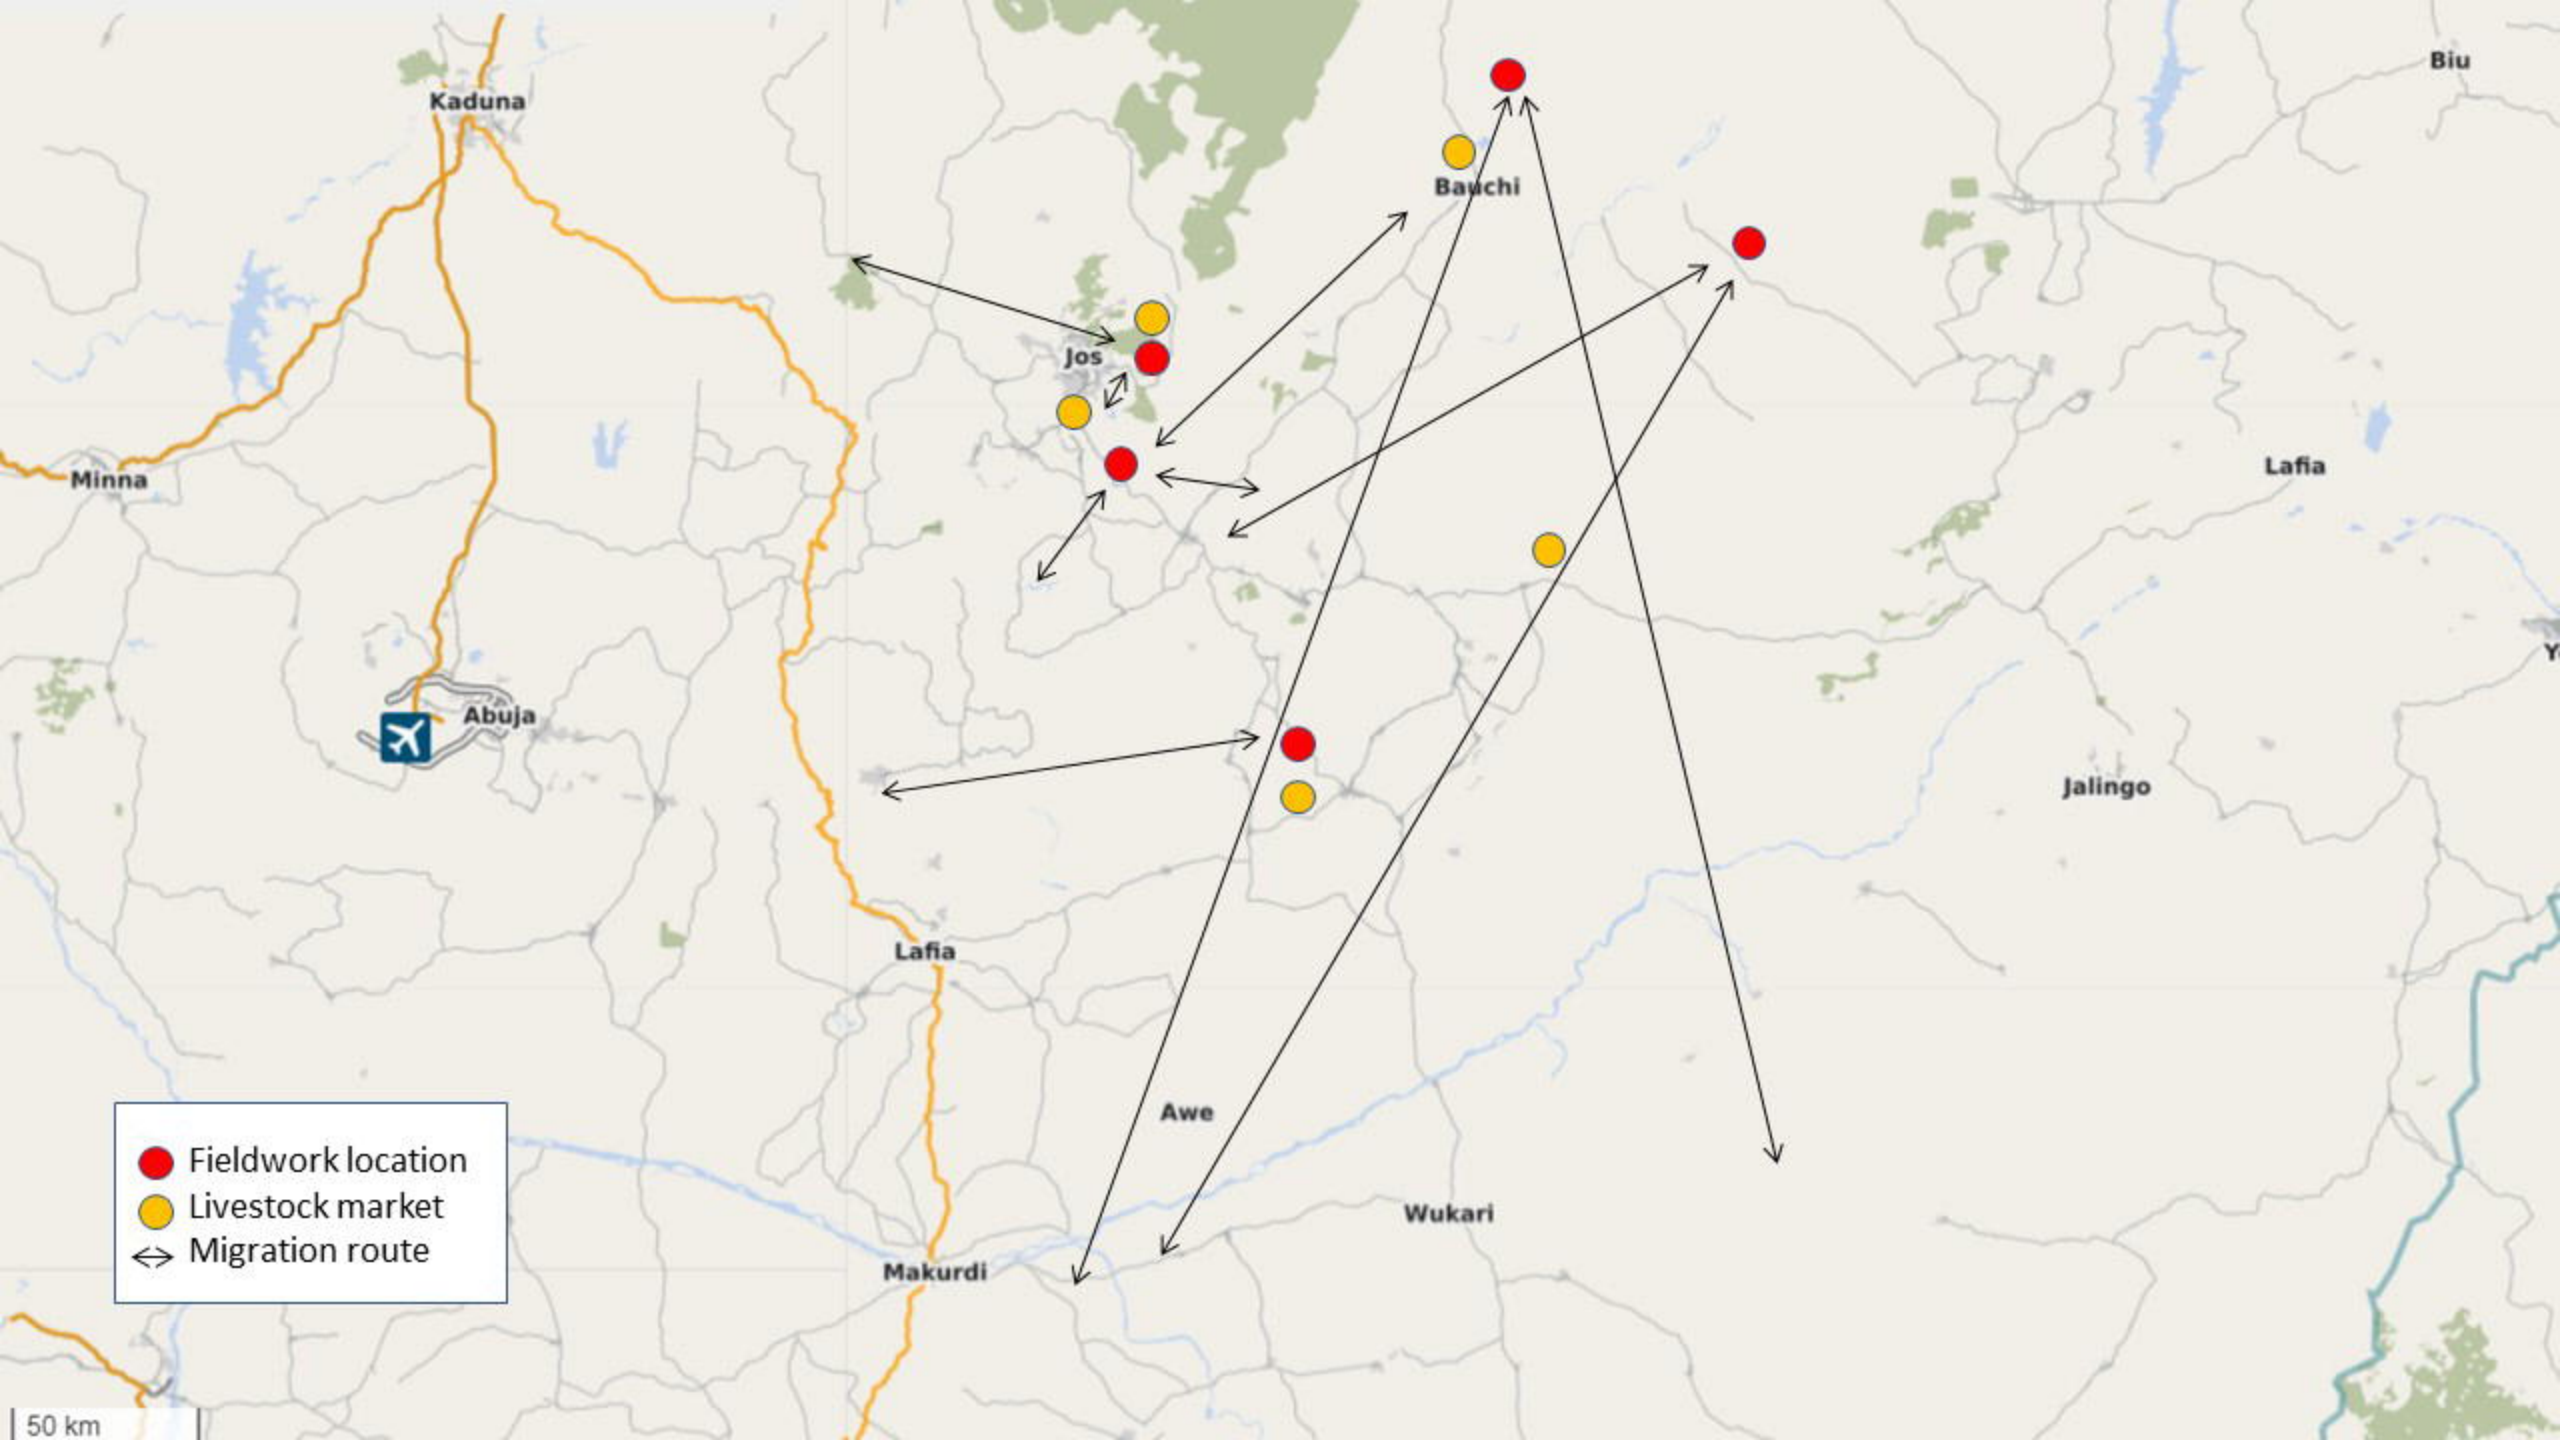 Biu
Kaduna
Bauchi
Jos
Lafia
Minna
Y
Abuja
Jalingo
Lafia
Awe
Wukari
Makurdi
Fieldwork location
Livestock market
Migration route
50 km